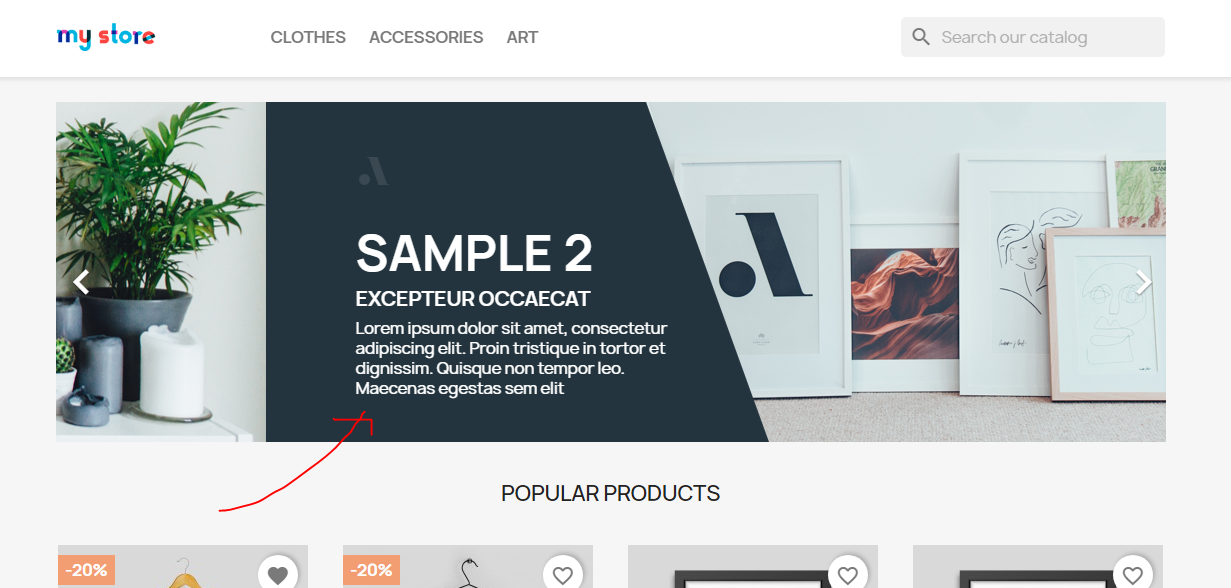 my store
CLOTHES ACCESSORIES ART
Search our catalog
SAMPLE 2
EXCEPTEUR OCCAECAT
Lorem ipsum dolor sit amet, consectetur
adipiscing elit. Proin tristique in tortor et
dignissim. Quisque non tempor leo.
Maecenas egestas sem elit
POPULAR PRODUCTS
-20%
-20%